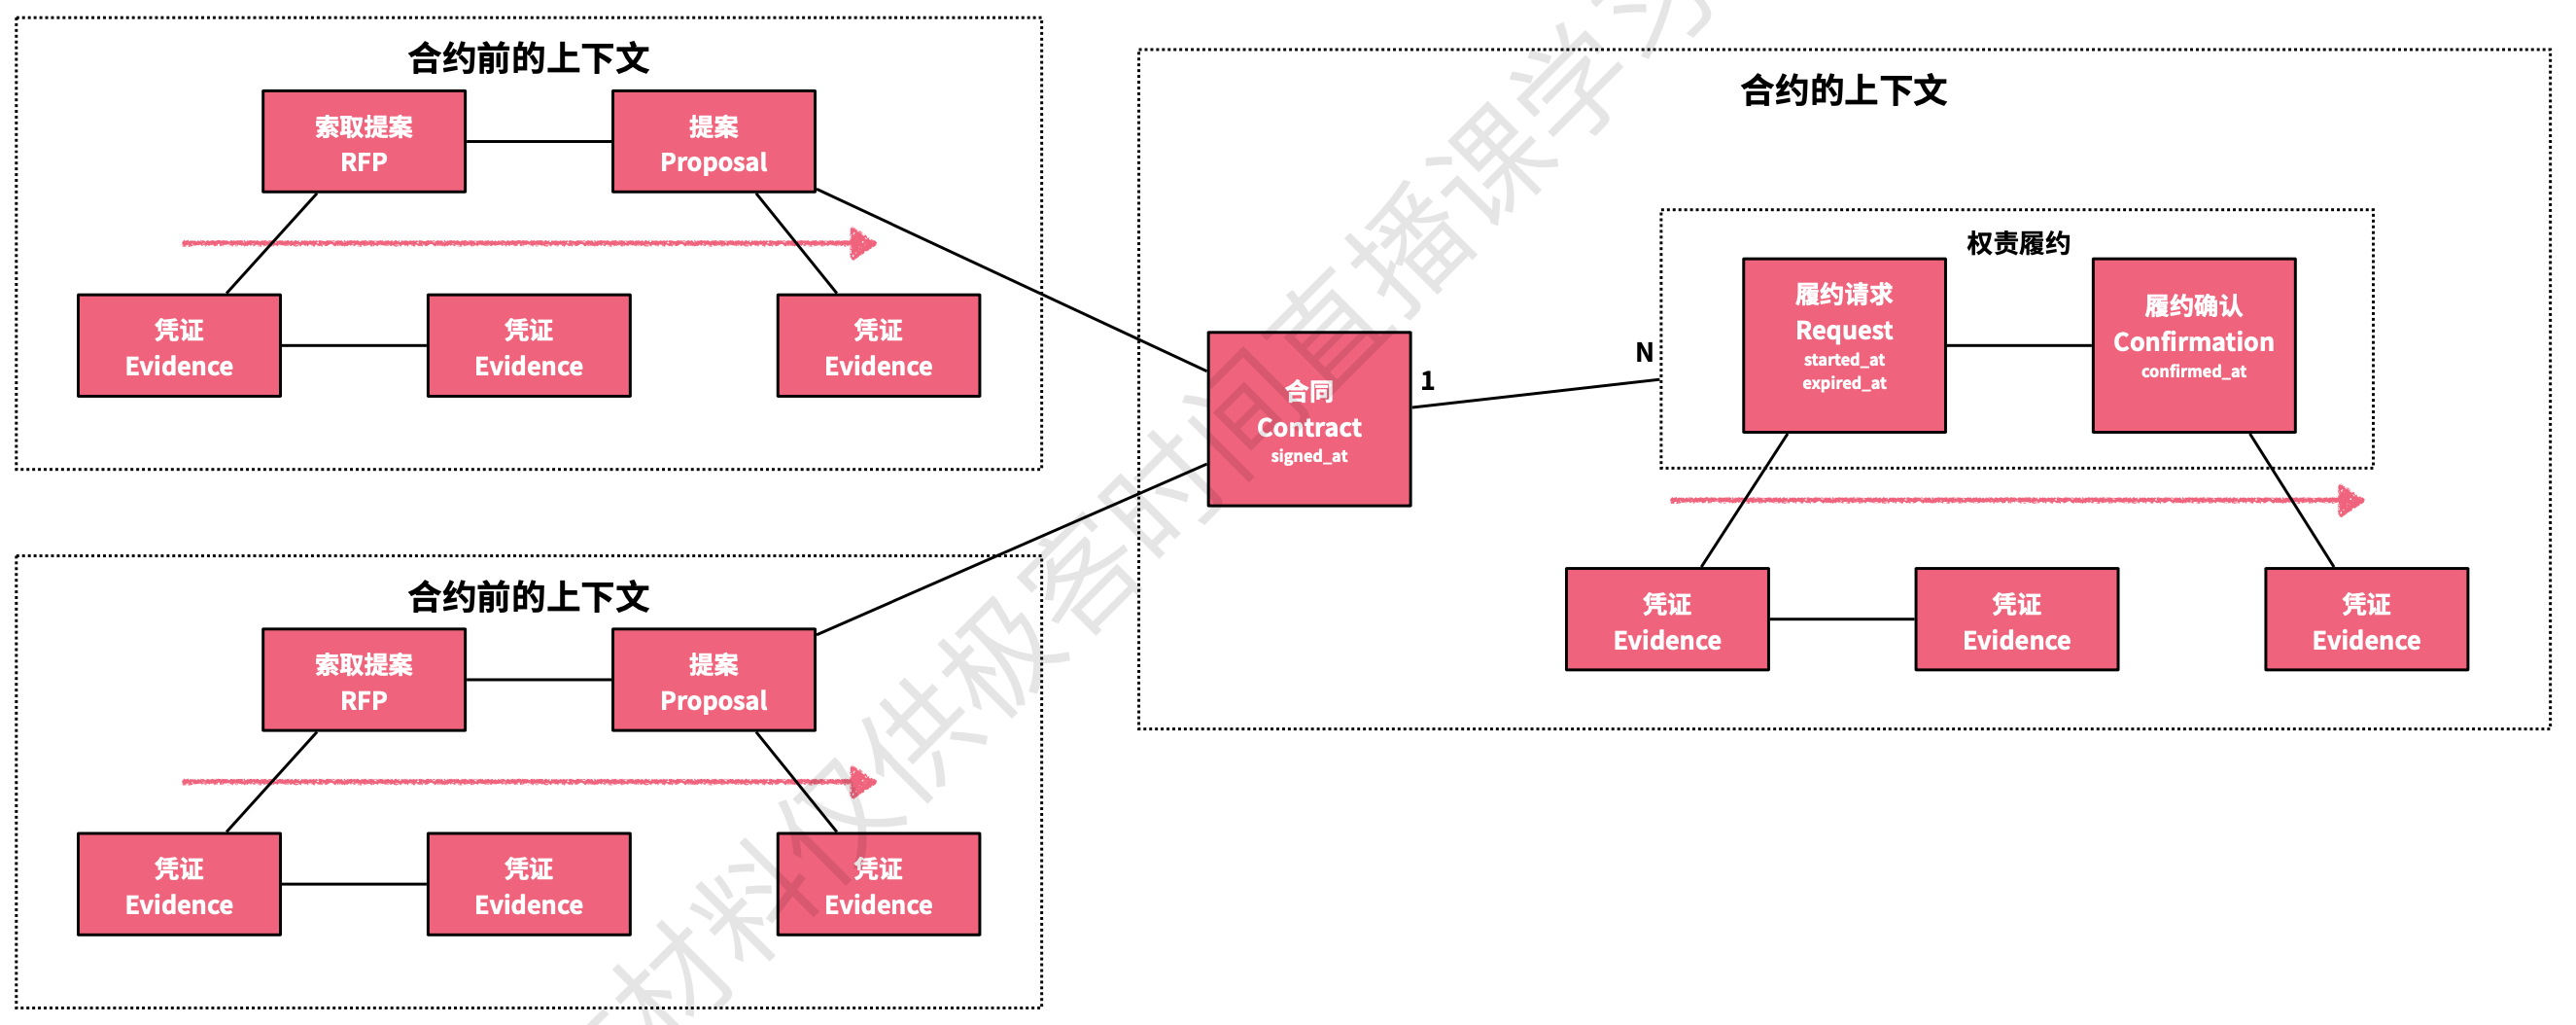 合约前的上下文
索取提案
RFP
提案
Proposal
凭证
Evidence
凭证
Evidence
凭证
Evidence
合约前的上下文
索取提案
RFP
提案
Proposal
凭证
Evidence
凭证
Evidence
凭证
Evidence
合约的上下文
合同
Contract
signed_at
1
N
权责履约
履约请求
Request
started_at
expired_at
履约确认
Confirmation
confirmed_at
凭证
Evidence
凭证
Evidence
凭证
Evidence
材料仅供极客时间直播课学习